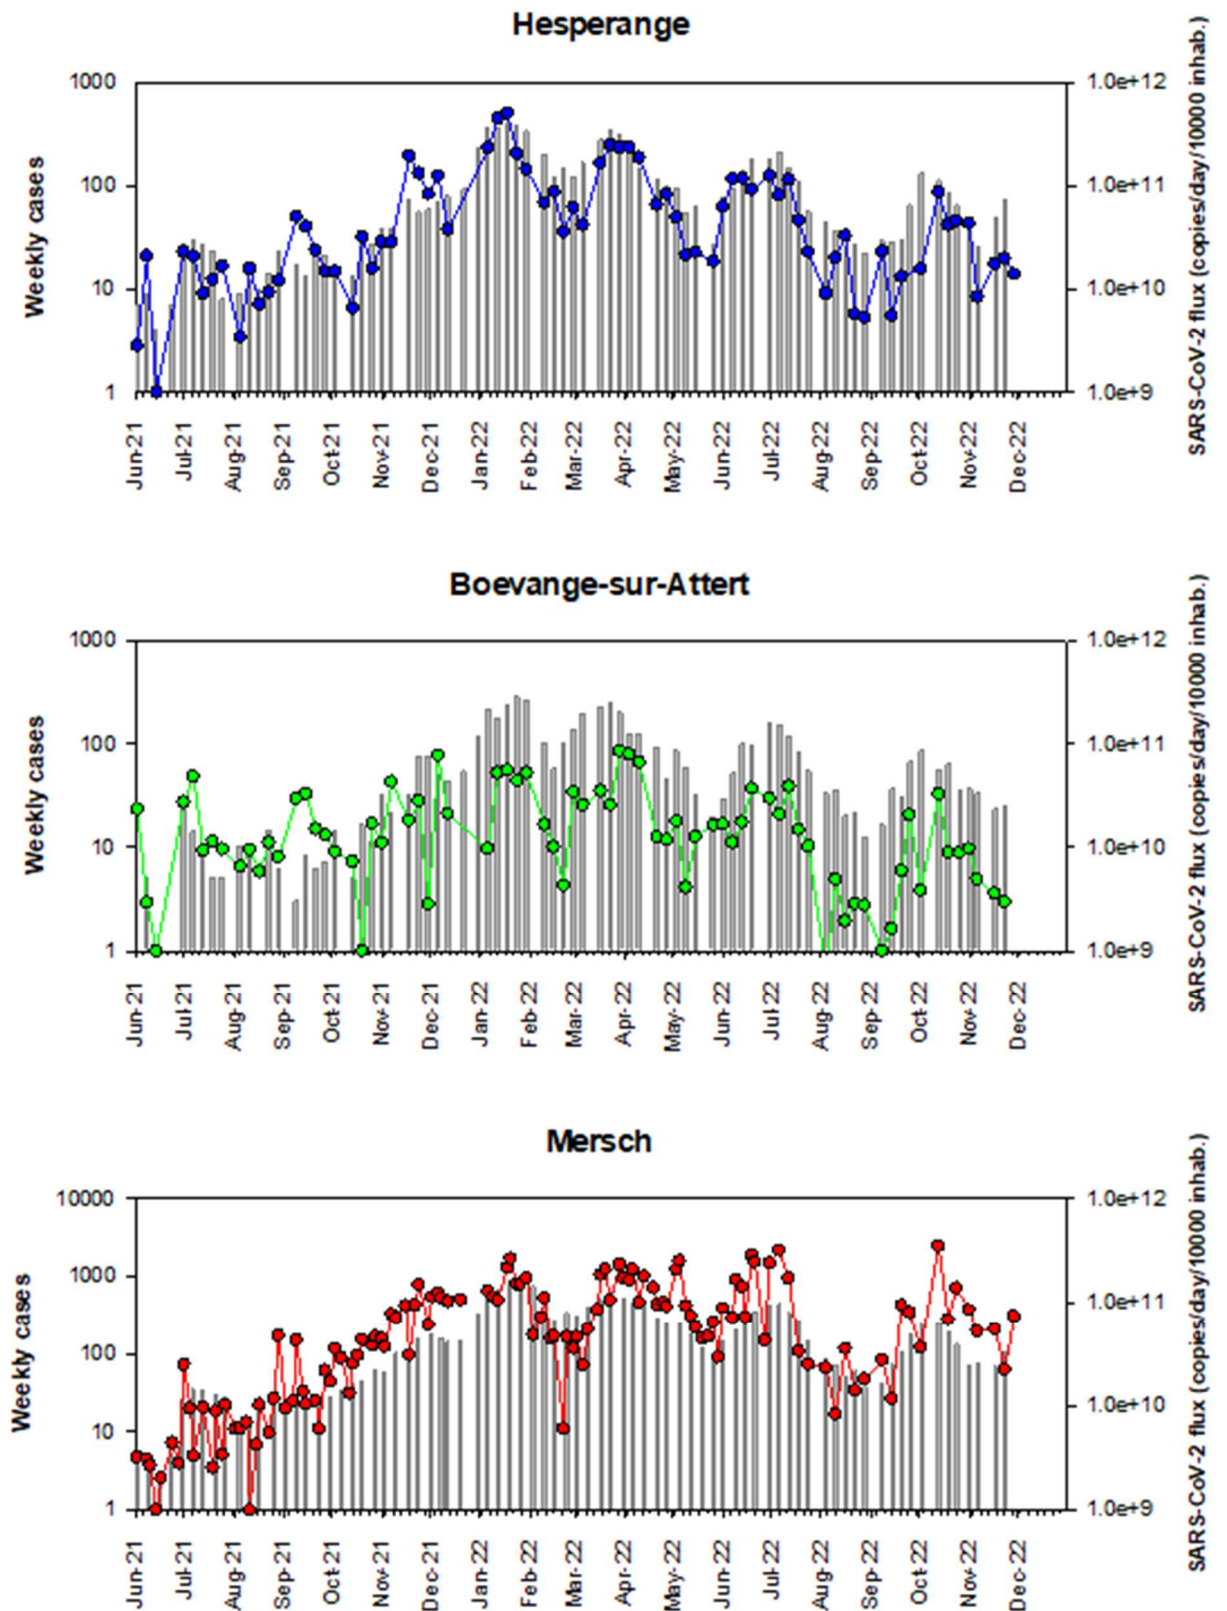 Hesperange
1000
100
10
1
Weekly cases
1.0e+12
1.0e+11
1.0e+10
1.0e+9
SARS-CoV-2 flux (copies/day/10000 inhab.)
Jun-21
Jul-21
Aug-21
Sep-21
Oct-21
Nov-21
Dec-21
Jan-22
Feb-22
Mar-22
Apr-22
May-22
Jun-22
Jul-22
Aug-22
Sep-22
Oct-22
Nov-22
Dec-22
Boevange-sur-Attert
1000
100
10
1
Weekly cases
1.0e+12
1.0e+11
1.0e+10
1.0e+9
SARS-CoV-2 flux (copies/day/10000 inhab.)
Jun-21
Jul-21
Aug-21
Sep-21
Oct-21
Nov-21
Dec-21
Jan-22
Feb-22
Mar-22
Apr-22
May-22
Jun-22
Jul-22
Aug-22
Sep-22
Oct-22
Nov-22
Dec-22
Mersch
10000
1000
100
10
1
Weekly cases
1.0e+12
1.0e+11
1.0e+10
1.0e+9
SARS-CoV-2 flux (copies/day/10000 inhab.)
Jun-21
Jul-21
Aug-21
Sep-21
Oct-21
Nov-21
Dec-21
Jan-22
Feb-22
Mar-22
Apr-22
May-22
Jun-22
Jul-22
Aug-22
Sep-22
Oct-22
Nov-22
Dec-22